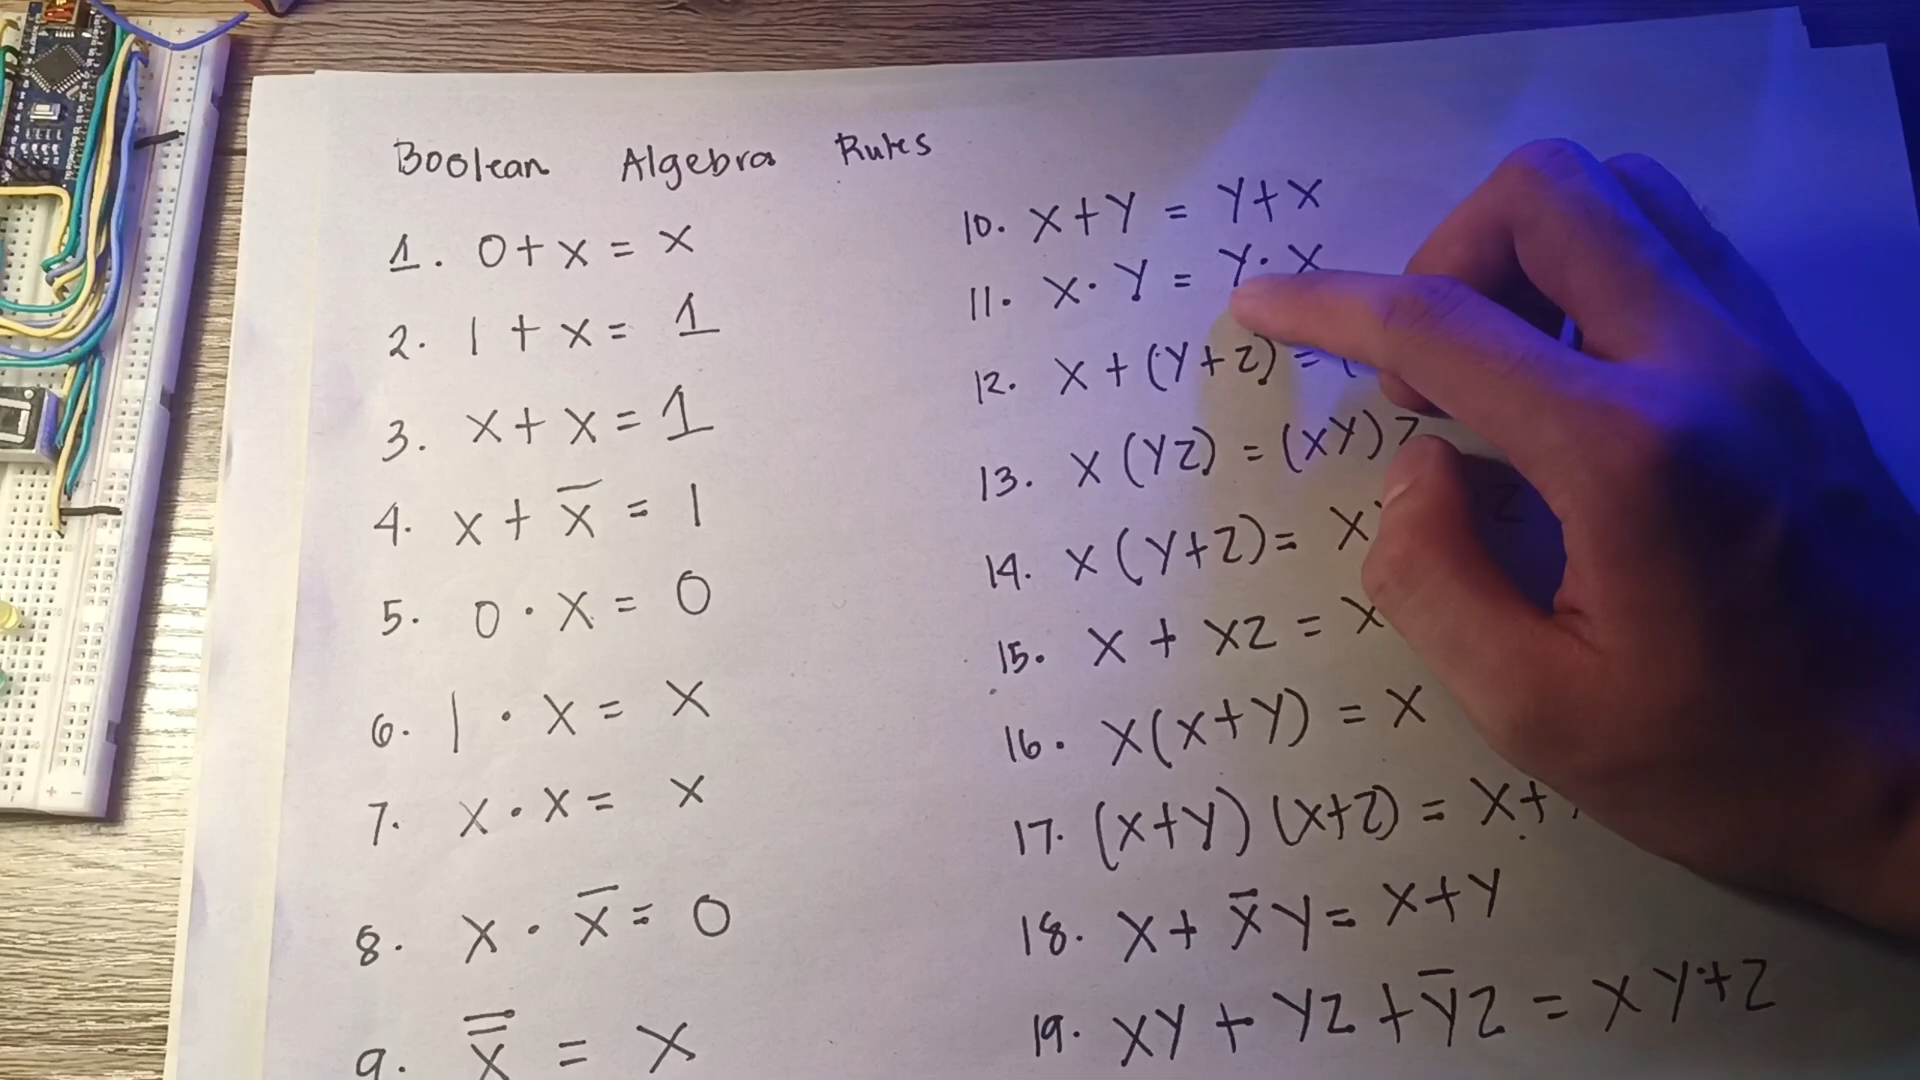 Boolean Algebra Rules
1. 0 + x = x
2. 1 + x = 1
3. x + x = 1
4. x + x̅ = 1
5. 0 · x = 0
6. 1 · x = x
7. x · x = x
8. x · x̅ = 0
9. x̿ = x
10. x + y = y + x
11. x · y = y · x
12. x + (y + z) = (
13. x (yz) = (xy) z
14. x (y + z) = x
15. x + xz = x
16. x(x + y) = x
17. (x + y) (x + z) = x +
18. x + x̅ y = x + y
19. xy + yz + y̅z = xy + z